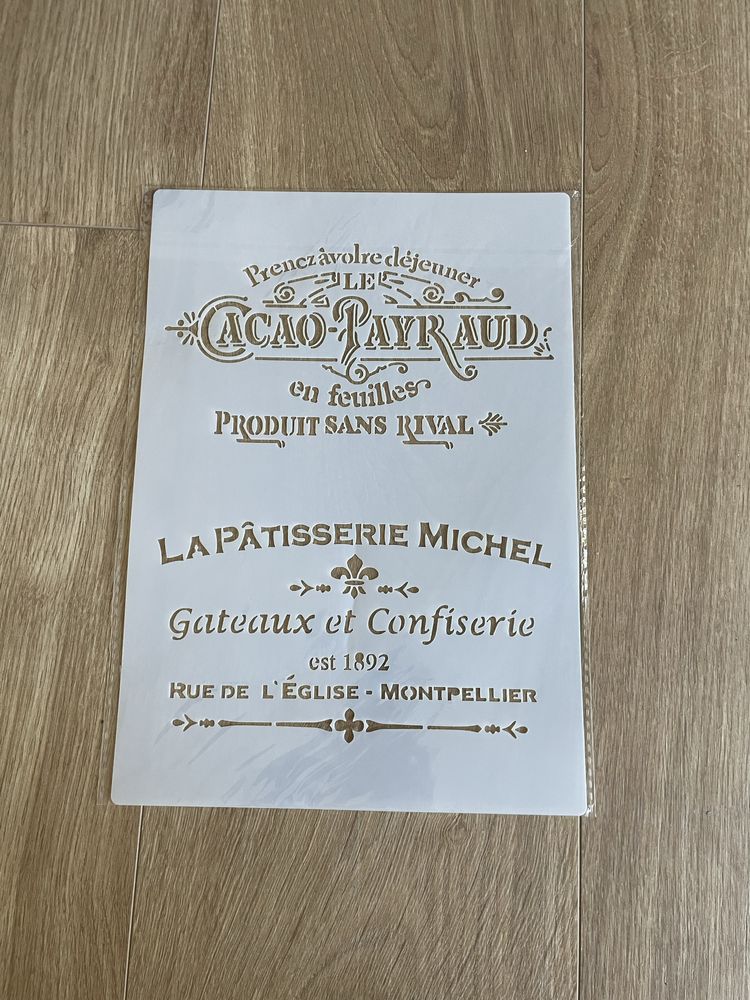 Prenez àvolre déjeuner
LE
CACAO-PAYRAUD
en feuilles
PRODUIT SANS RIVAL
LA PÂTISSERIE MICHEL
Gateaux et Confiserie
est 1892
RUE DE L'ÉGLISE - MONTPELLIER